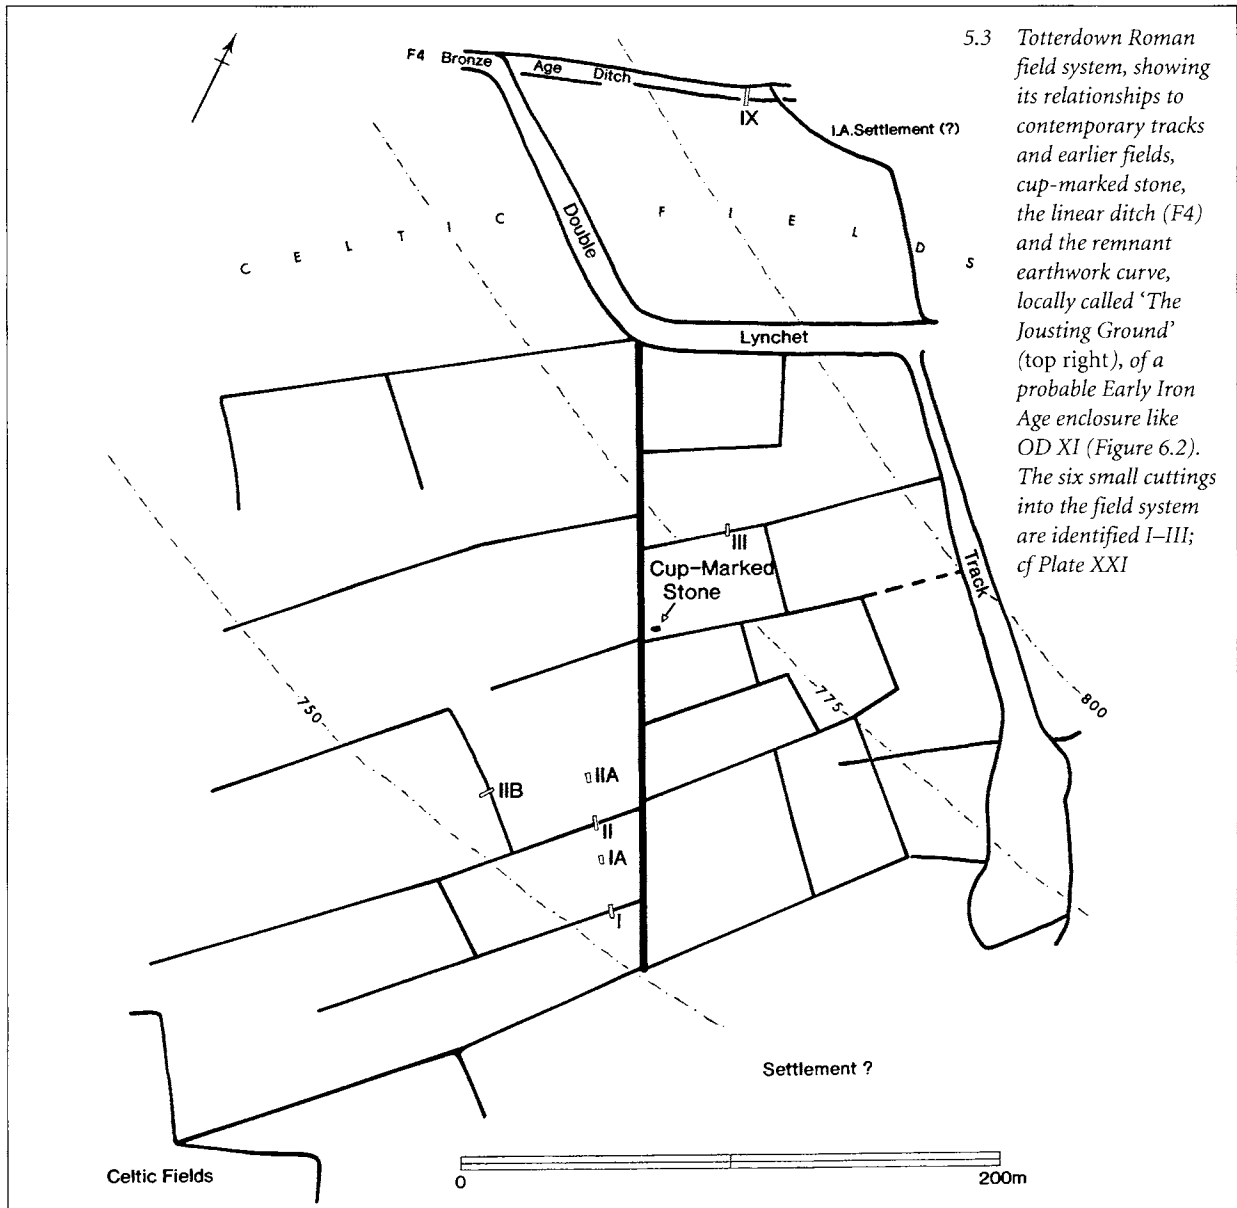 5.3 Totterdown Roman
field system, showing
its relationships to
contemporary tracks
and earlier fields,
cup-marked stone,
the linear ditch (F4)
and the remnant
earthwork curve,
locally called ‘The
Jousting Ground’
(top right), of a
probable Early Iron
Age enclosure like
OD XI (Figure 6.2).
The six small cuttings
into the field system
are identified I–III;
cf Plate XXI
F4 Bronze Age Ditch
IX
I.A.Settlement (?)
CELTIC FIELDS
Double
Lynchet
III
Cup-Marked
Stone
Track
750
775
800
IIA
IIB
II
IA
I
Settlement ?
Celtic Fields
0
200m